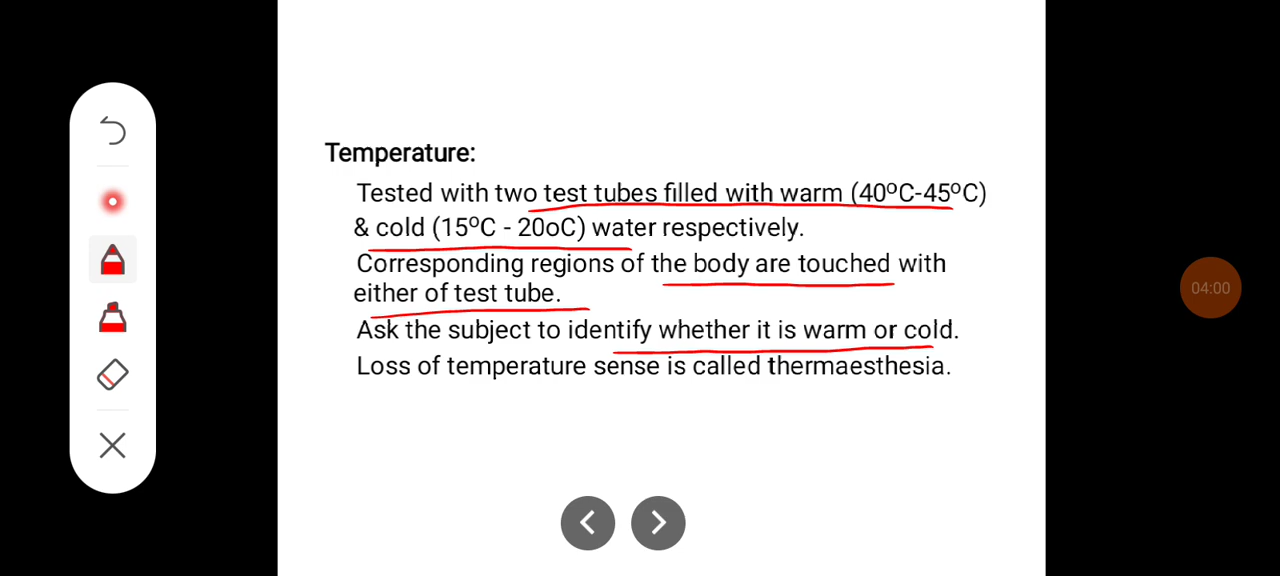 Temperature:
Tested with two test tubes filled with warm (40ºC-45ºC)
& cold (15ºC - 20oC) water respectively.
Corresponding regions of the body are touched with
either of test tube.
Ask the subject to identify whether it is warm or cold.
Loss of temperature sense is called thermaesthesia.
04:00